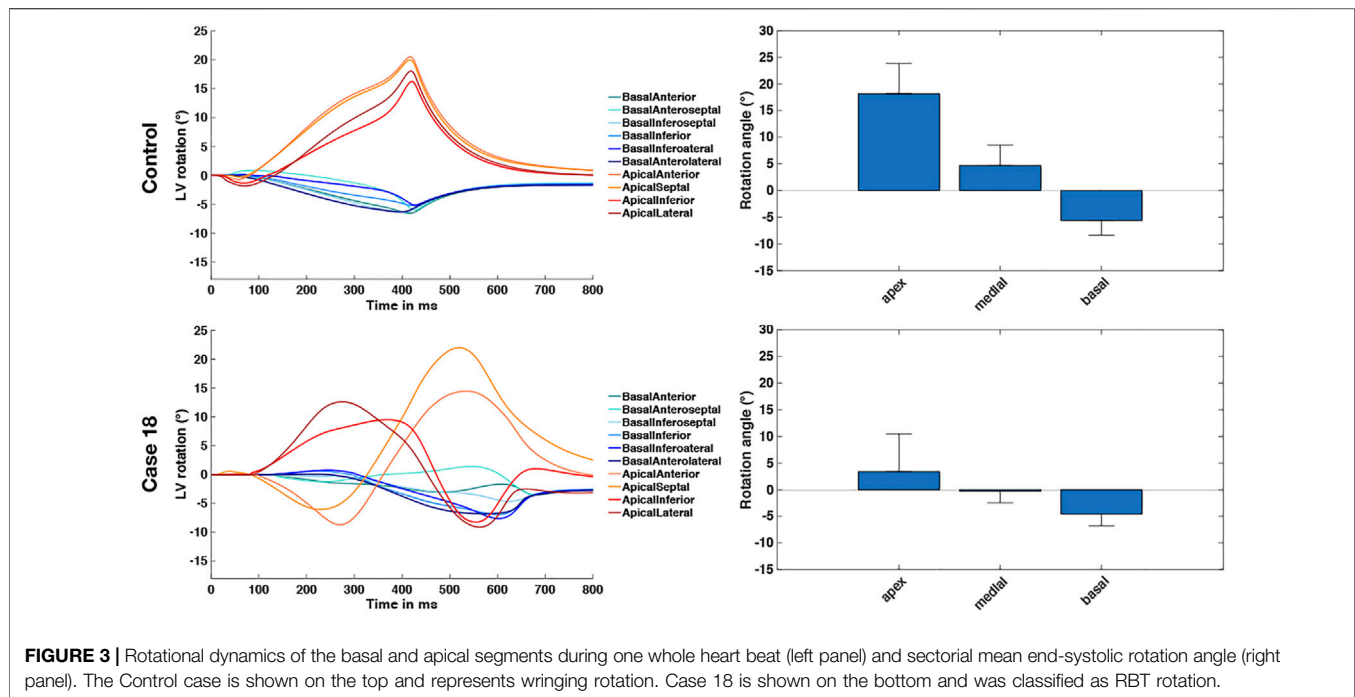 Control
LV rotation (°)
25
20
15
10
5
0
-5
-10
-15
0 100 200 300 400 500 600 700 800
Time in ms
BasalAnterior
BasalAnteroseptal
BasalInferoseptal
BasalInferior
BasalInferoateral
BasalAnterolateral
ApicalAnterior
ApicalSeptal
ApicalInferior
ApicalLateral
Rotation angle (°)
30
25
20
15
10
5
0
-5
-10
-15
apex medial basal
Case 18
LV rotation (°)
25
20
15
10
5
0
-5
-10
-15
0 100 200 300 400 500 600 700 800
Time in ms
BasalAnterior
BasalAnteroseptal
BasalInferoseptal
BasalInferior
BasalInferoateral
BasalAnterolateral
ApicalAnterior
ApicalSeptal
ApicalInferior
ApicalLateral
Rotation angle (°)
30
25
20
15
10
5
0
-5
-10
-15
apex medial basal
FIGURE 3 | Rotational dynamics of the basal and apical segments during one whole heart beat (left panel) and sectorial mean end-systolic rotation angle (right
panel). The Control case is shown on the top and represents wringing rotation. Case 18 is shown on the bottom and was classified as RBT rotation.